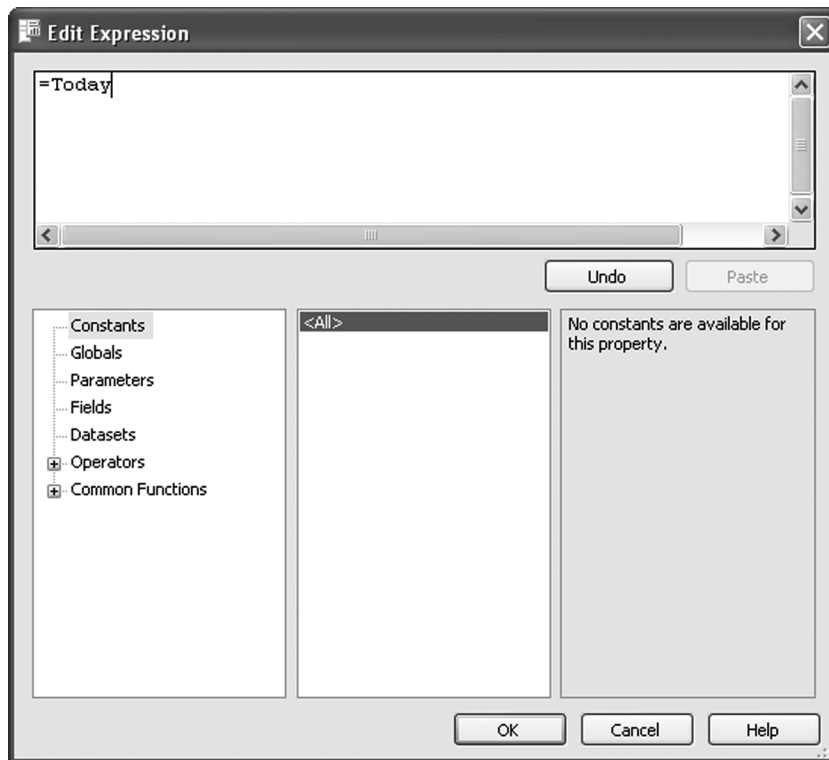 Edit Expression
=Today
Undo
Paste
Constants
Globals
Parameters
Fields
Datasets
Operators
Common Functions
<All>
No constants are available for
this property.
OK
Cancel
Help